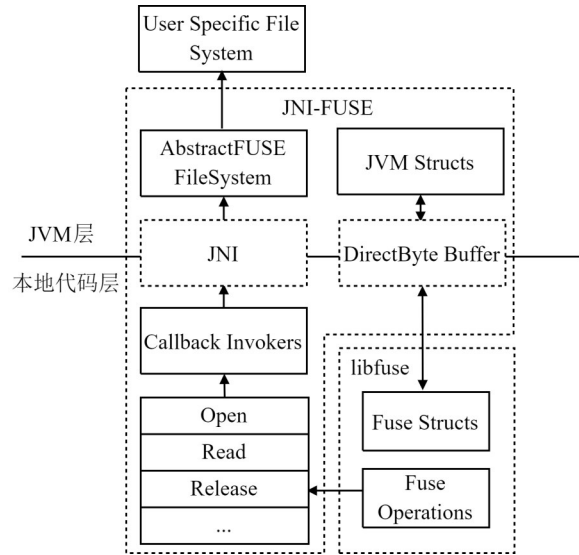 User Specific File
System
JNI-FUSE
AbstractFUSE
FileSystem
JVM Structs
JVM层
JNI
DirectByte Buffer
本地代码层
Callback Invokers
libfuse
Open
Fuse Structs
Read
Release
Fuse
Operations
...